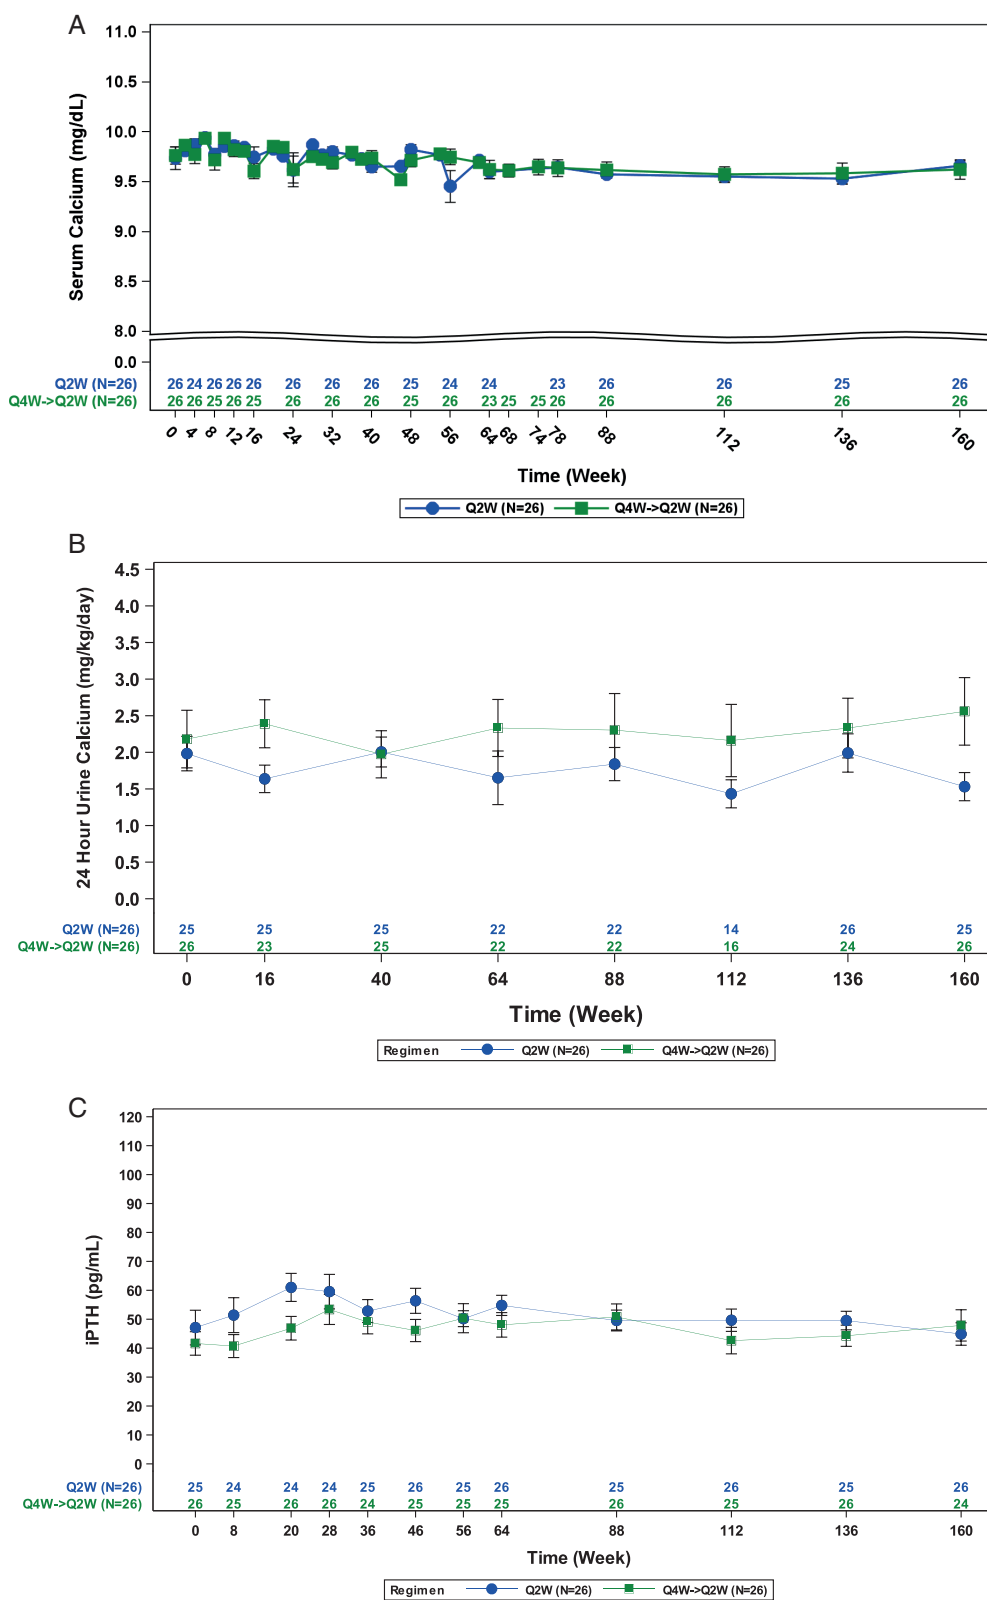 A
Serum Calcium (mg/dL)
11.0
10.5
10.0
9.5
9.0
8.5
8.0
0.0
Q2W (N=26) 26 24 26 26 26 26 26 26 25 24 24 23 26 26 25 26
Q4W->Q2W (N=26) 26 26 25 26 25 26 26 26 25 26 23 25 25 26 26 26 26 26
0 4 8 12 16 24 32 40 48 56 64 68 74 78 88 112 136 160
Time (Week)
Q2W (N=26) Q4W->Q2W (N=26)
B
24 Hour Urine Calcium (mg/kg/day)
4.5
4.0
3.5
3.0
2.5
2.0
1.5
1.0
0.5
0.0
Q2W (N=26) 25 25 25 22 22 14 26 25
Q4W->Q2W (N=26) 26 23 25 22 22 16 24 26
0 16 40 64 88 112 136 160
Time (Week)
Regimen Q2W (N=26) Q4W->Q2W (N=26)
C
iPTH (pg/mL)
120
110
100
90
80
70
60
50
40
30
20
10
0
Q2W (N=26) 25 24 24 24 25 26 25 26 25 26 25 26
Q4W->Q2W (N=26) 26 25 26 26 24 25 25 25 26 25 26 24
0 8 20 28 36 46 56 64 88 112 136 160
Time (Week)
Regimen Q2W (N=26) Q4W->Q2W (N=26)